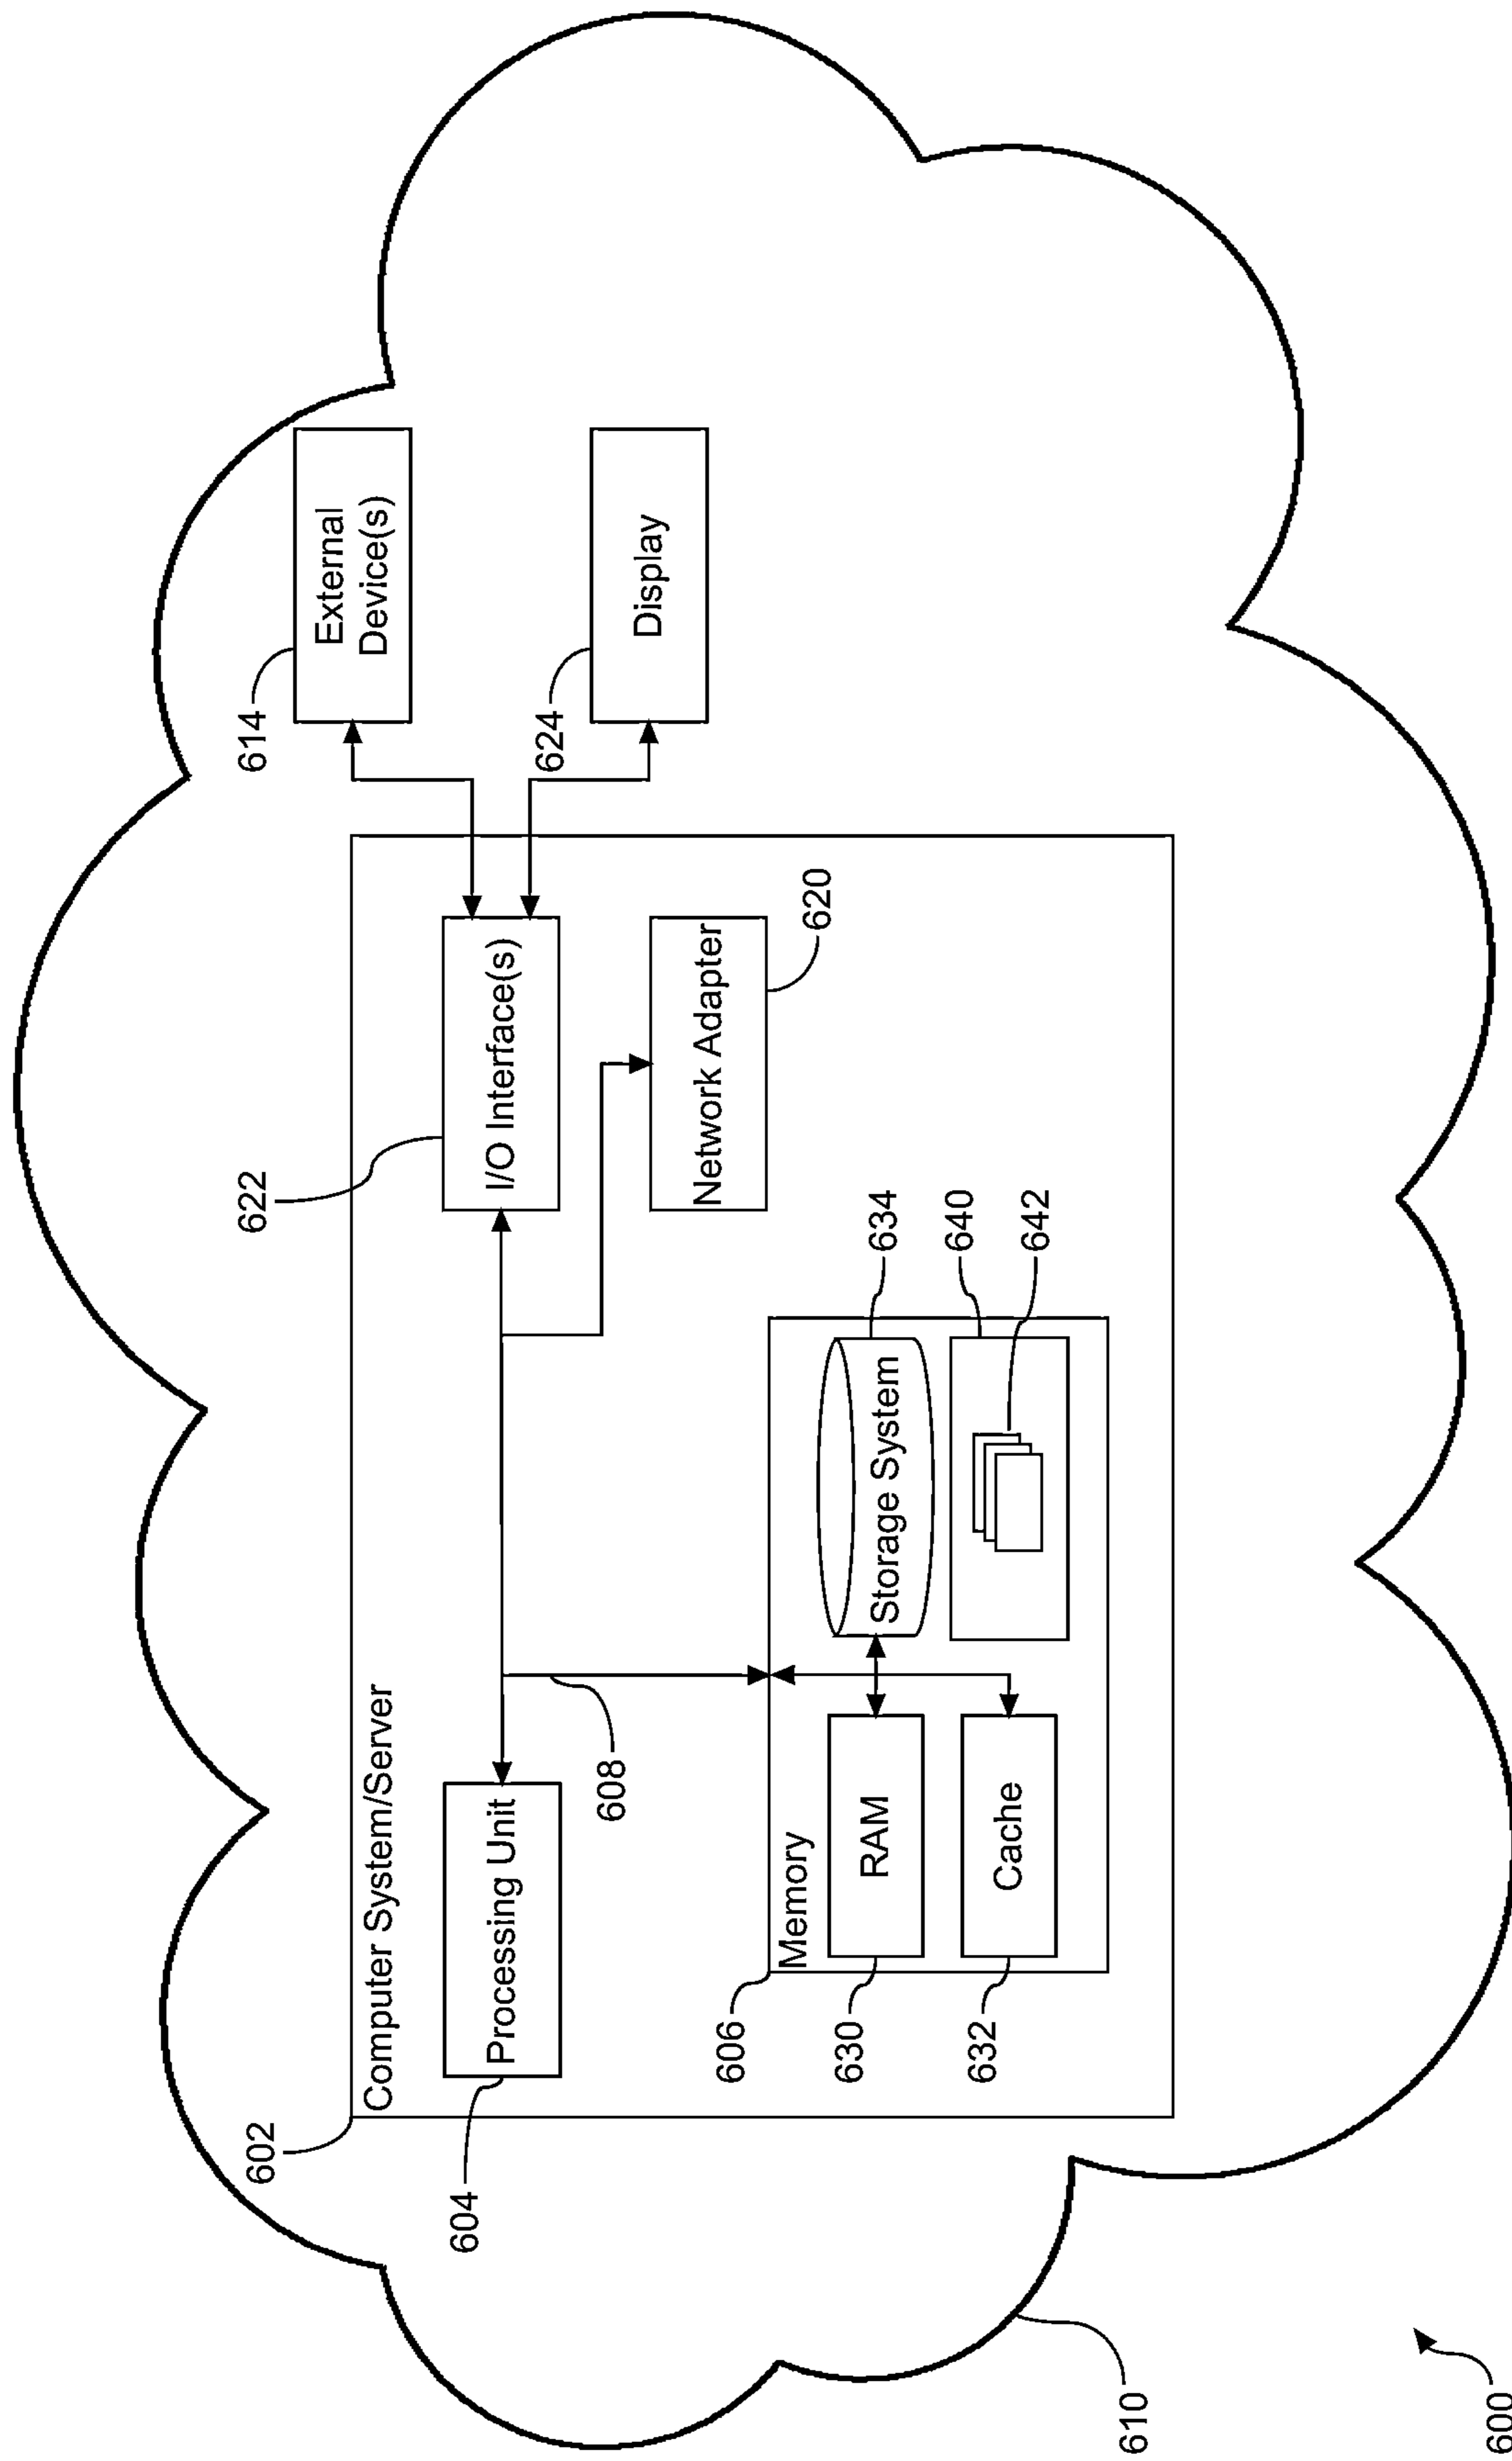 602
Computer System/Server
604
Processing Unit
608
622
I/O Interface(s)
614
External
Device(s)
624
Display
620
Network Adapter
606
Memory
630
RAM
632
Cache
634
Storage System
640
642
610
600